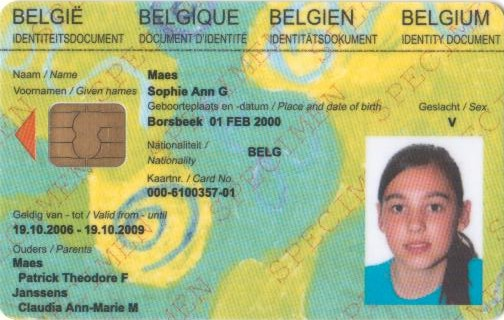 BELGIË BELGIQUE BELGIEN BELGIUM
IDENTITEITSDOCUMENT DOCUMENT D'IDENTITÉ IDENTITÄTSDOKUMENT IDENTITY DOCUMENT
Naam / Name Maes
Voornamen / Given names Sophie Ann G
Geboorteplaats en -datum / Place and date of birth Geslacht / Sex
Borsbeek 01 FEB 2000 V
Nationaliteit /
Nationality BELG
Kaartnr. / Card No.
000-6100357-01
Geldig van - tot / Valid from - until
19.10.2006 - 19.10.2009
Ouders / Parents
Maes
Patrick Theodore F
Janssens
Claudia Ann-Marie M
SPECIMEN SPECIMEN SPECIMEN